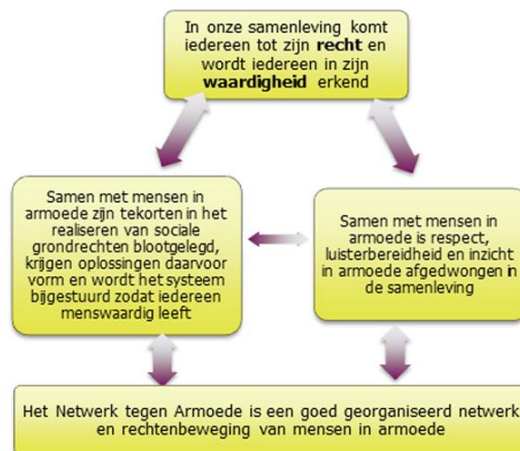 In onze samenleving komt
iedereen tot zijn recht en
wordt iedereen in zijn
waardigheid erkend
Samen met mensen in
armoede zijn tekorten in het
realiseren van sociale
grondrechten blootgelegd,
krijgen oplossingen daarvoor
vorm en wordt het systeem
bijgestuurd zodat iedereen
menswaardig leeft
Samen met mensen in
armoede is respect,
luisterbereidheid en inzicht
in armoede afgedwongen in
de samenleving
Het Netwerk tegen Armoede is een goed georganiseerd netwerk
en rechtenbeweging van mensen in armoede